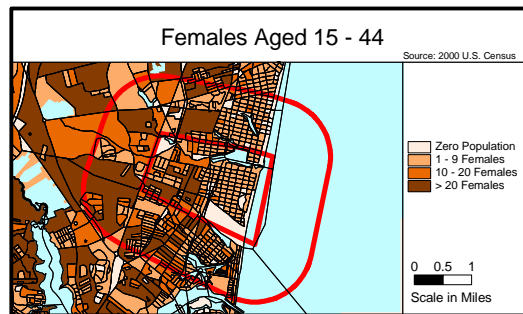 Females Aged 15 - 44
Source: 2000 U.S. Census
Zero Population
1 - 9 Females
10 - 20 Females
> 20 Females
0 0.5 1
Scale in Miles